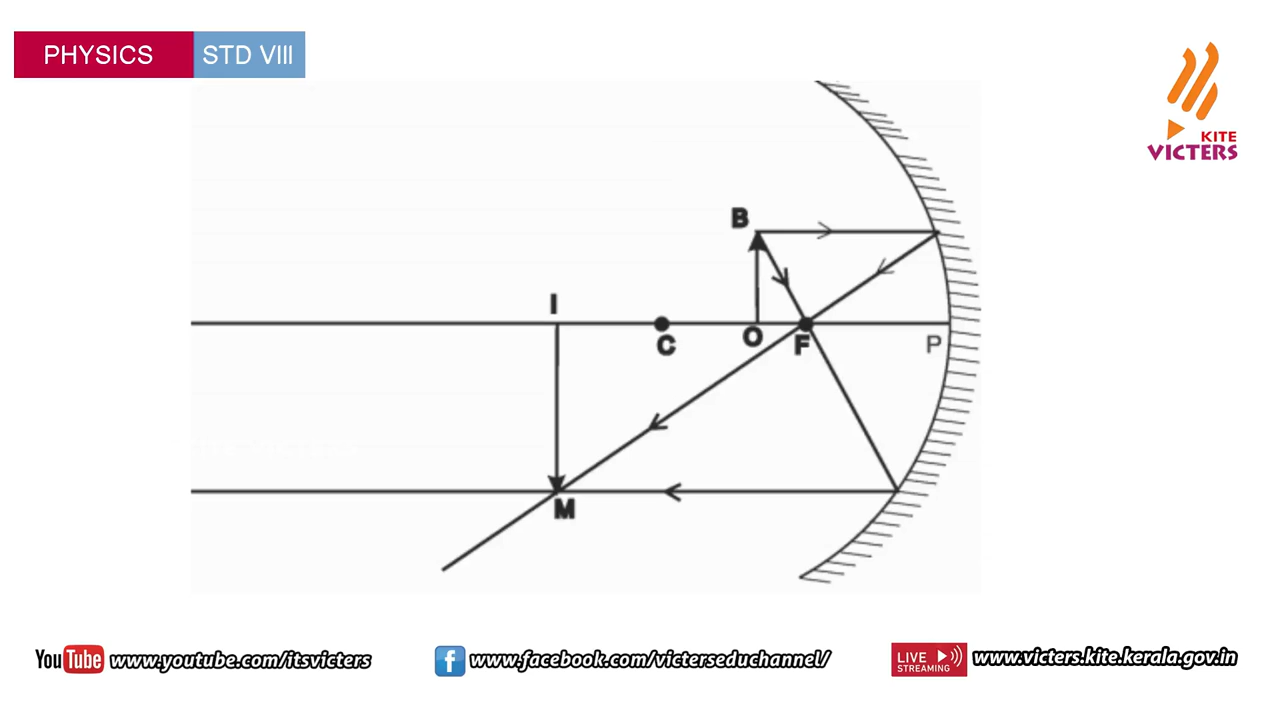 PHYSICS STD VIII
KITE
VICTERS
B
I
C
O
F
P
M
YouTube www.youtube.com/itsvicters
f www.facebook.com/victerseduchannel/
LIVE STREAMING www.victers.kite.kerala.gov.in